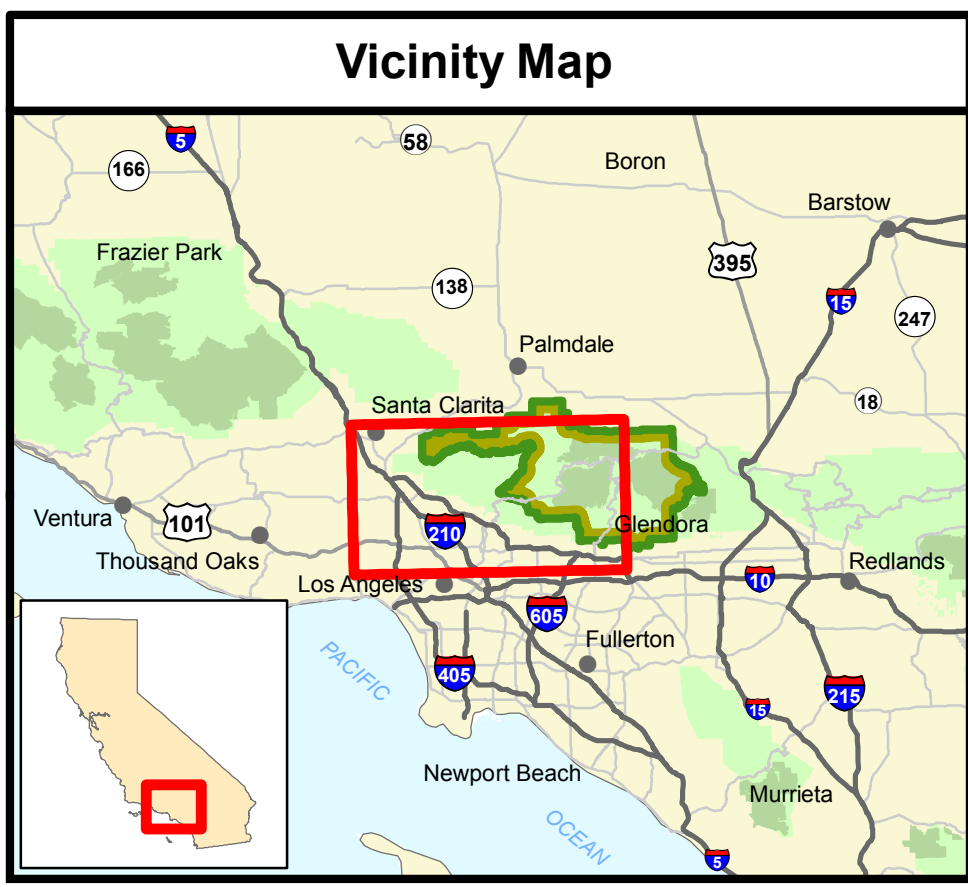 Vicinity Map
5
58
166
Boron
Barstow
Frazier Park
395
138
15
247
Palmdale
18
Santa Clarita
Ventura
101
210
Glendora
Thousand Oaks
Los Angeles
10
Redlands
605
Fullerton
PACIFIC
405
215
15
Newport Beach
Murrieta
OCEAN
5